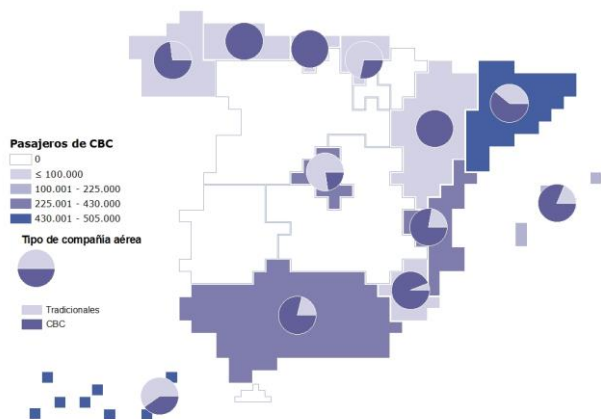 Pasajeros de CBC
0
≤ 100.000
100.001 - 225.000
225.001 - 430.000
430.001 - 505.000
Tipo de compañia aérea
Tradicionales
CBC